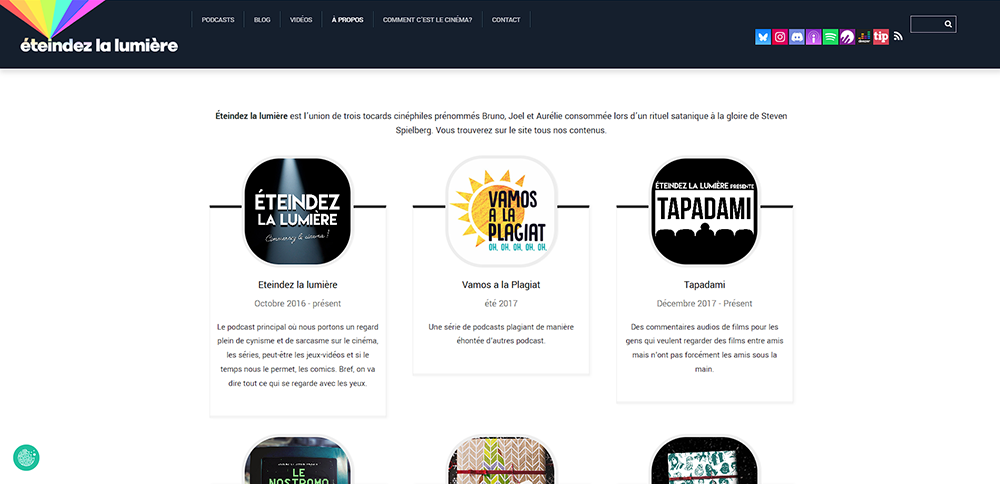 PODCASTS BLOG VIDÉOS À PROPOS COMMENT C'EST LE CINÉMA? CONTACT
éteindez la lumière
tip
Éteindez la lumière est l'union de trois tocards cinéphiles prénommés Bruno, Joel et Aurélie consommée lors d'un rituel satanique à la gloire de Steven
Spielberg. Vous trouverez sur le site tous nos contenus.
ÉTEINDEZ
LA LUMIÈRE
Commencez le cinéma !
Eteindez la lumière
Octobre 2016 - présent
Le podcast principal où nous portons un regard
plein de cynisme et de sarcasme sur le cinéma,
les séries, peut-être les jeux-vidéos et si le
temps nous le permet, les comics. Bref, on va
dire tout ce qui se regarde avec les yeux.
VAMOS
A LA
PLAGIAT
OH, OH, OH, OH, OH
Vamos a la Plagiat
été 2017
Une série de podcasts plagiant de manière
éhontée d'autres podcast.
ÉTEINDEZ LA LUMIÈRE PRÉSENTE
TAPADAMI
Tapadami
Décembre 2017 - Présent
Des commentaires audios de films pour les
gens qui veulent regarder des films entre amis
mais n'ont pas forcément les amis sous la
main.
LE
NOSTROMO